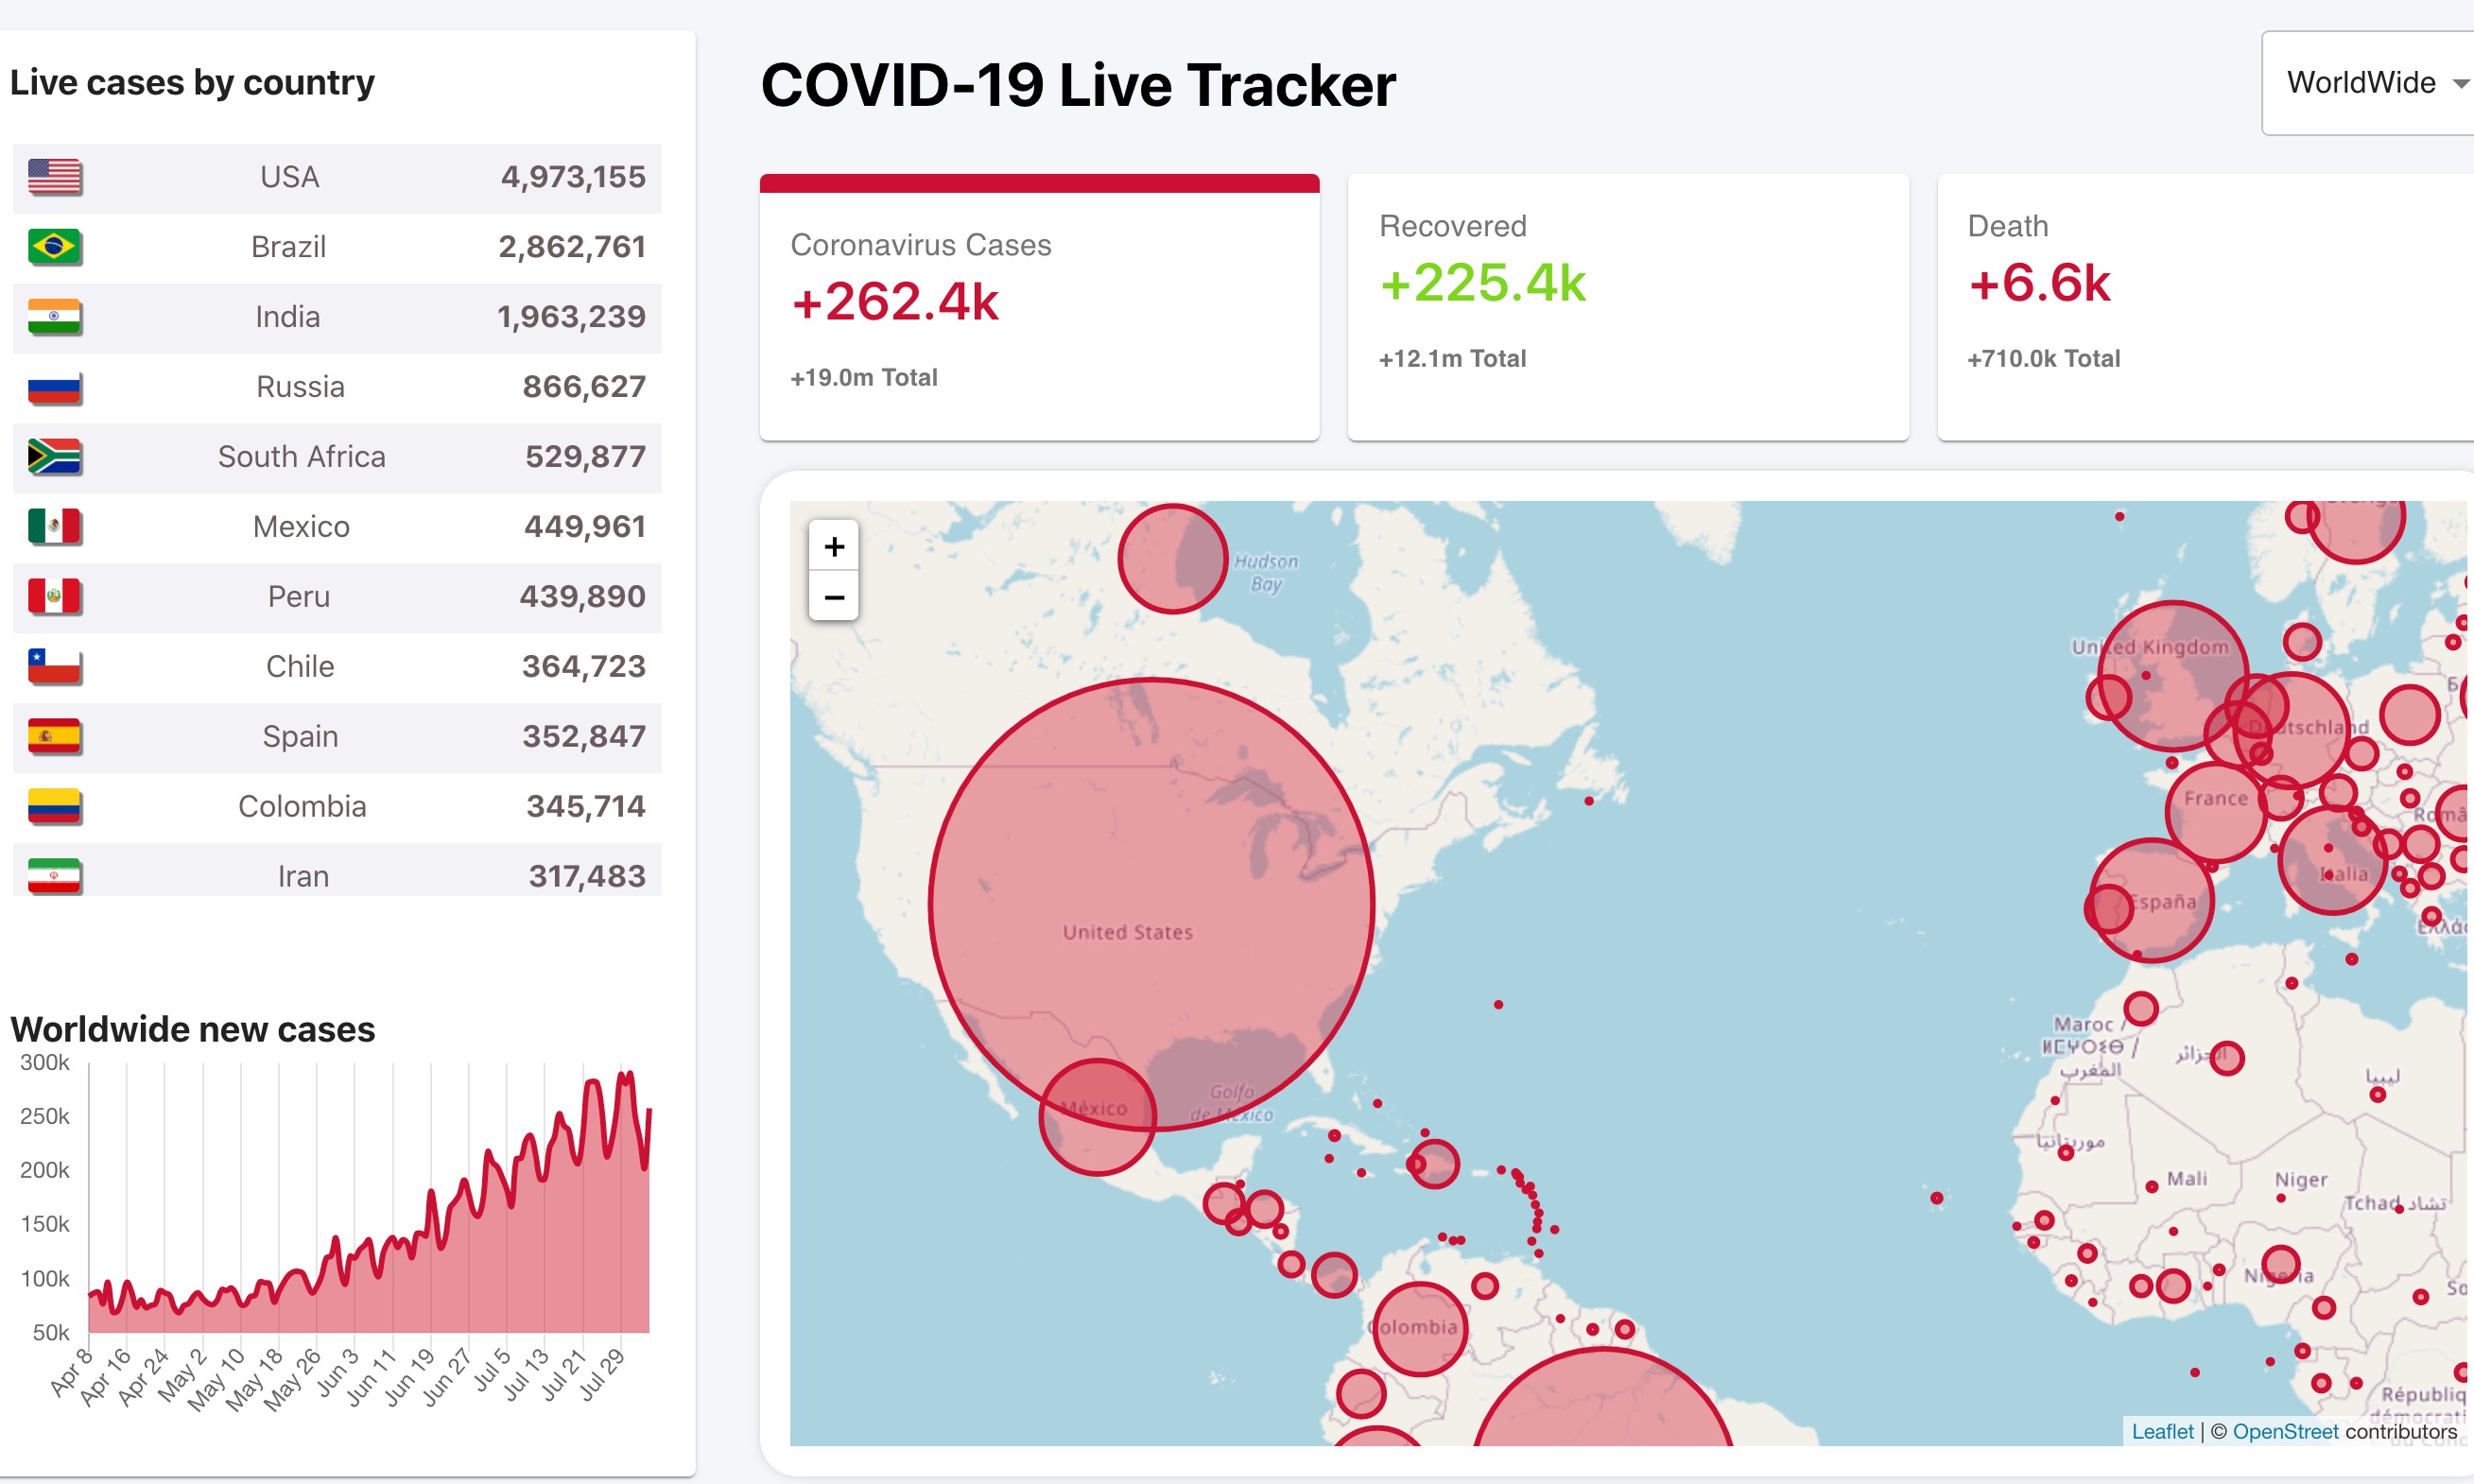 Live cases by country
USA 4,973,155
Brazil 2,862,761
India 1,963,239
Russia 866,627
South Africa 529,877
Mexico 449,961
Peru 439,890
Chile 364,723
Spain 352,847
Colombia 345,714
Iran 317,483
Worldwide new cases
300k
250k
200k
150k
100k
50k
Apr 8 Apr 16 Apr 24 May 2 May 10 May 18 May 26 Jun 3 Jun 11 Jun 19 Jun 27 Jul 5 Jul 13 Jul 21 Jul 29
COVID-19 Live Tracker
WorldWide
Coronavirus Cases
+262.4k
+19.0m Total
Recovered
+225.4k
+12.1m Total
Death
+6.6k
+710.0k Total
+
−
Hudson
Bay
United Kingdom
Deutschland
France
Româ
Italia
España
Ελλά
United States
México
Golfo
de México
Maroc /
ⵍⵎⵖⵔⵉⴱ /
المغرب
الجزائر
ليبيا
موريتانيا
Mali
Niger
Tchad تشاد
Nigeria
So
Colombia
Républiq
démocrati
Leaflet | © OpenStreet contributors